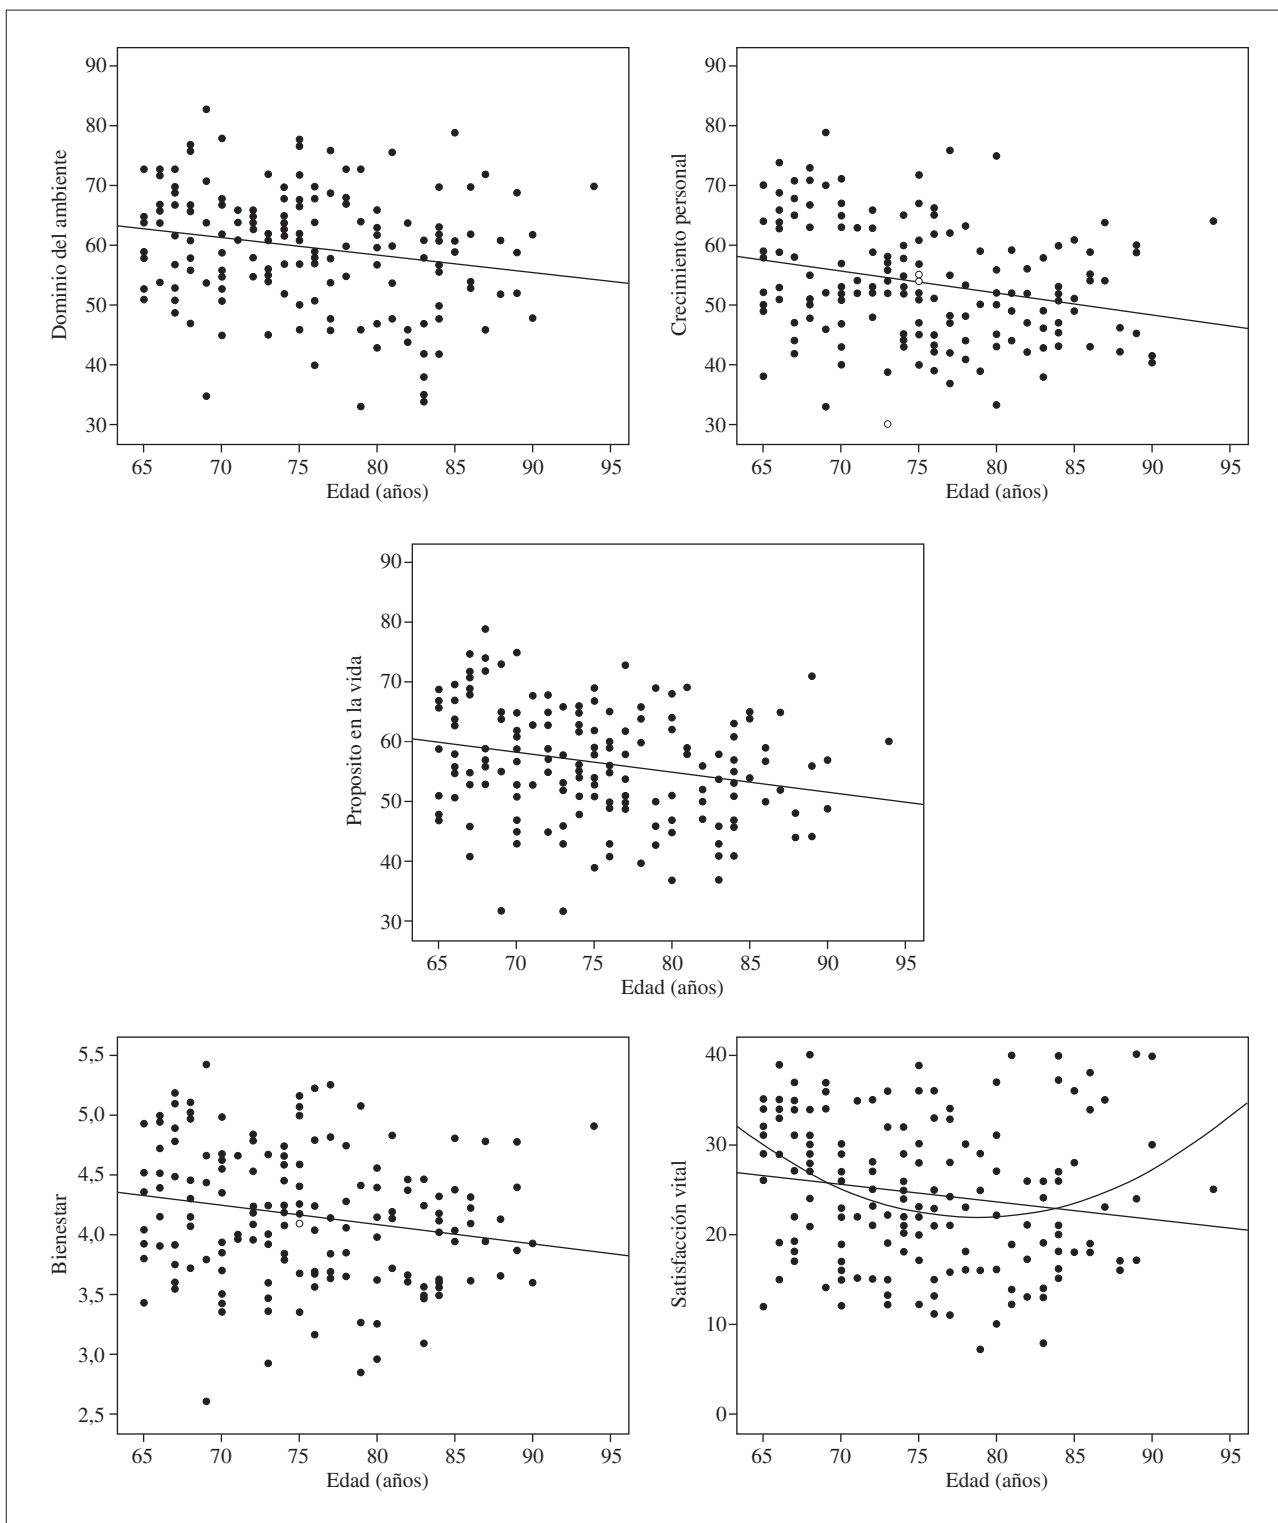 Dominio del ambiente
90
80
70
60
50
40
30
65 70 75 80 85 90 95
Edad (años)
Crecimiento personal
90
80
70
60
50
40
30
65 70 75 80 85 90 95
Edad (años)
Proposito en la vida
90
80
70
60
50
40
30
65 70 75 80 85 90 95
Edad (años)
Bienestar
5,5
5,0
4,5
4,0
3,5
3,0
2,5
65 70 75 80 85 90 95
Edad (años)
Satisfacción vital
40
30
20
10
0
65 70 75 80 85 90 95
Edad (años)